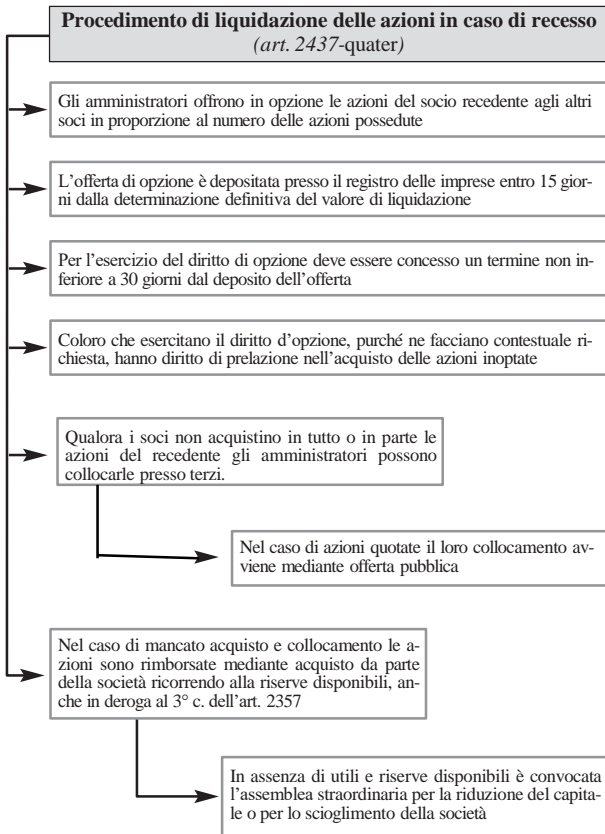 Procedimento di liquidazione delle azioni in caso di recesso
(art. 2437-quater)
Gli amministratori offrono in opzione le azioni del socio recedente agli altri
soci in proporzione al numero delle azioni possedute
L'offerta di opzione è depositata presso il registro delle imprese entro 15 gior-
ni dalla determinazione definitiva del valore di liquidazione
Per l'esercizio del diritto di opzione deve essere concesso un termine non in-
feriore a 30 giorni dal deposito dell'offerta
Coloro che esercitano il diritto d'opzione, purché ne facciano contestuale ri-
chiesta, hanno diritto di prelazione nell'acquisto delle azioni inoptate
Qualora i soci non acquistino in tutto o in parte le
azioni del recedente gli amministratori possono
collocarle presso terzi.
Nel caso di azioni quotate il loro collocamento av-
viene mediante offerta pubblica
Nel caso di mancato acquisto e collocamento le a-
zioni sono rimborsate mediante acquisto da parte
della società ricorrendo alla riserve disponibili, an-
che in deroga al 3° c. dell'art. 2357
In assenza di utili e riserve disponibili è convocata
l'assemblea straordinaria per la riduzione del capita-
le o per lo scioglimento della società